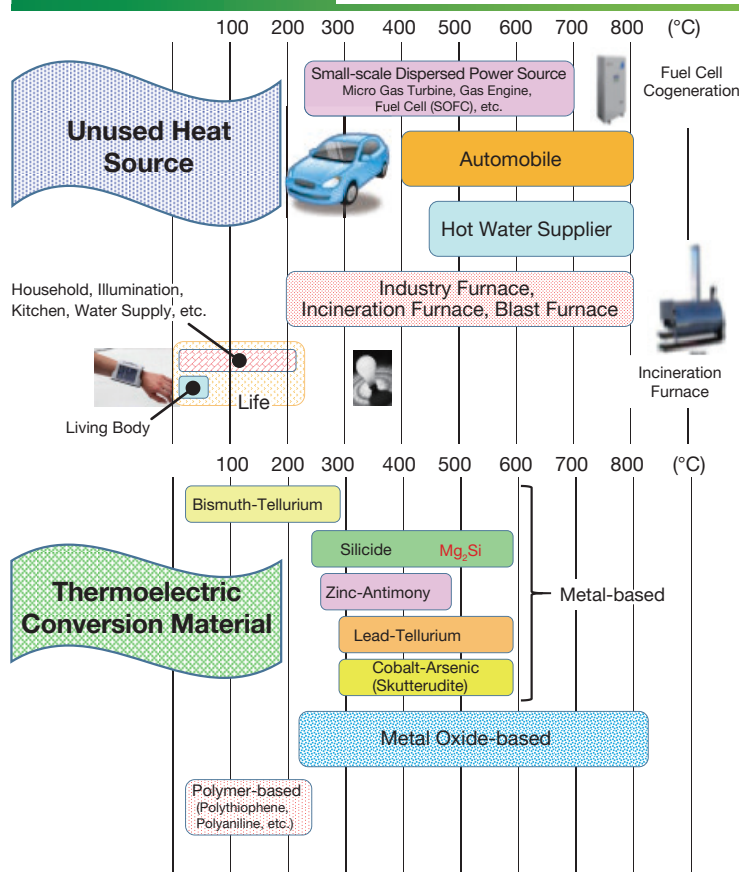 100 200 300 400 500 600 700 800 (°C)
Unused Heat
Source
Small-scale Dispersed Power Source
Micro Gas Turbine, Gas Engine,
Fuel Cell (SOFC), etc.
Fuel Cell
Cogeneration
Automobile
Hot Water Supplier
Industry Furnace,
Incineration Furnace, Blast Furnace
Household, Illumination,
Kitchen, Water Supply, etc.
Life
Living Body
Incineration
Furnace
100 200 300 400 500 600 700 800 (°C)
Thermoelectric
Conversion Material
Bismuth-Tellurium
Silicide Mg₂Si
Zinc-Antimony
Lead-Tellurium
Cobalt-Arsenic
(Skutterudite)
Metal-based
Metal Oxide-based
Polymer-based
(Polythiophene,
Polyaniline, etc.)